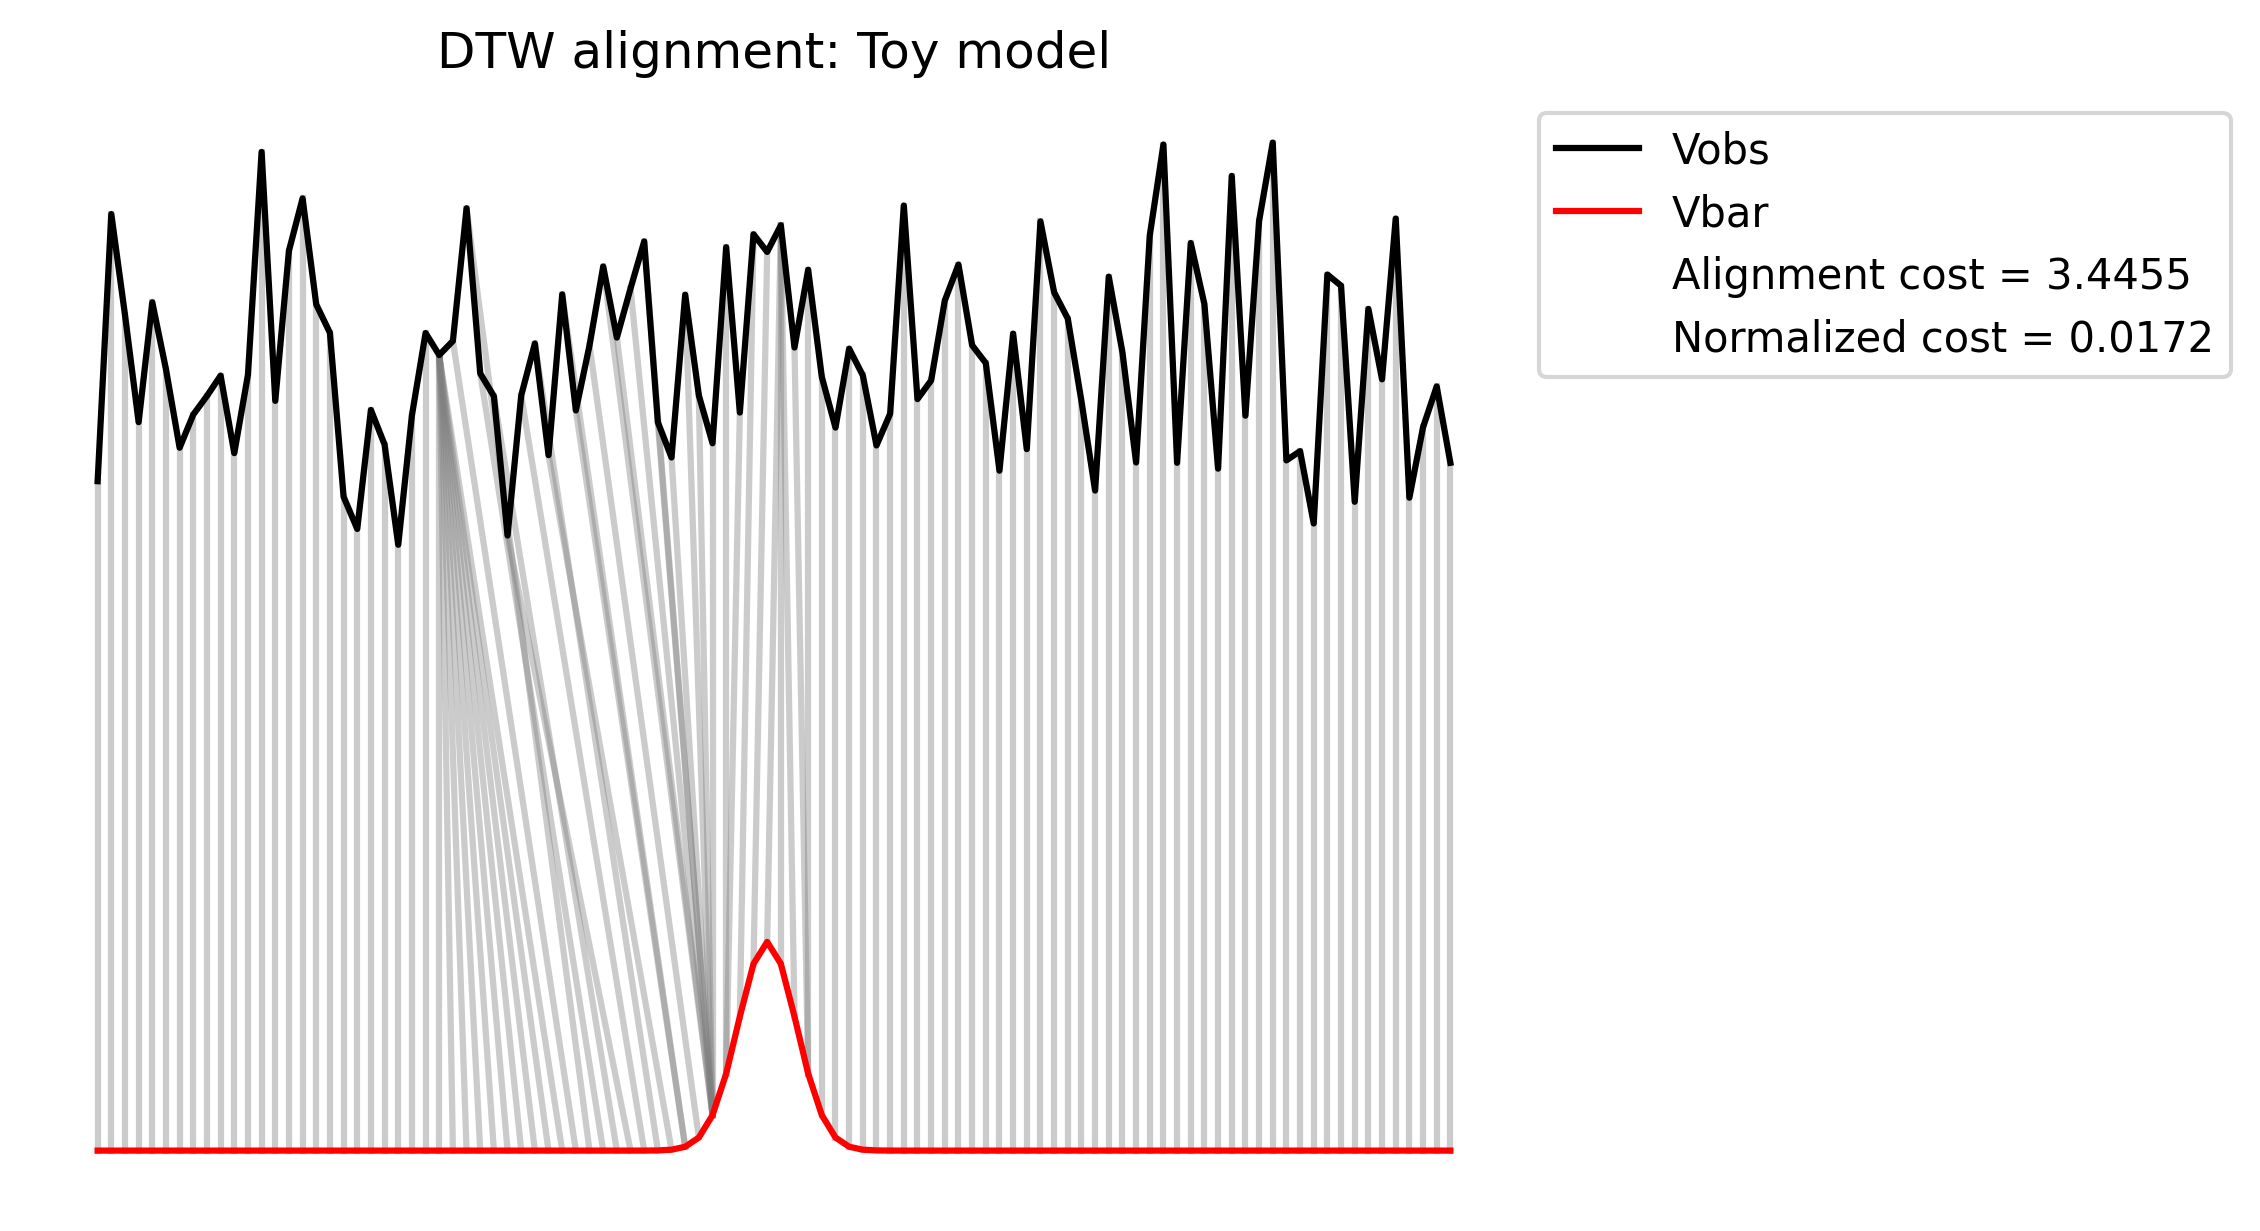 DTW alignment: Toy model
Vobs
Vbar
Alignment cost = 3.4455
Normalized cost = 0.0172